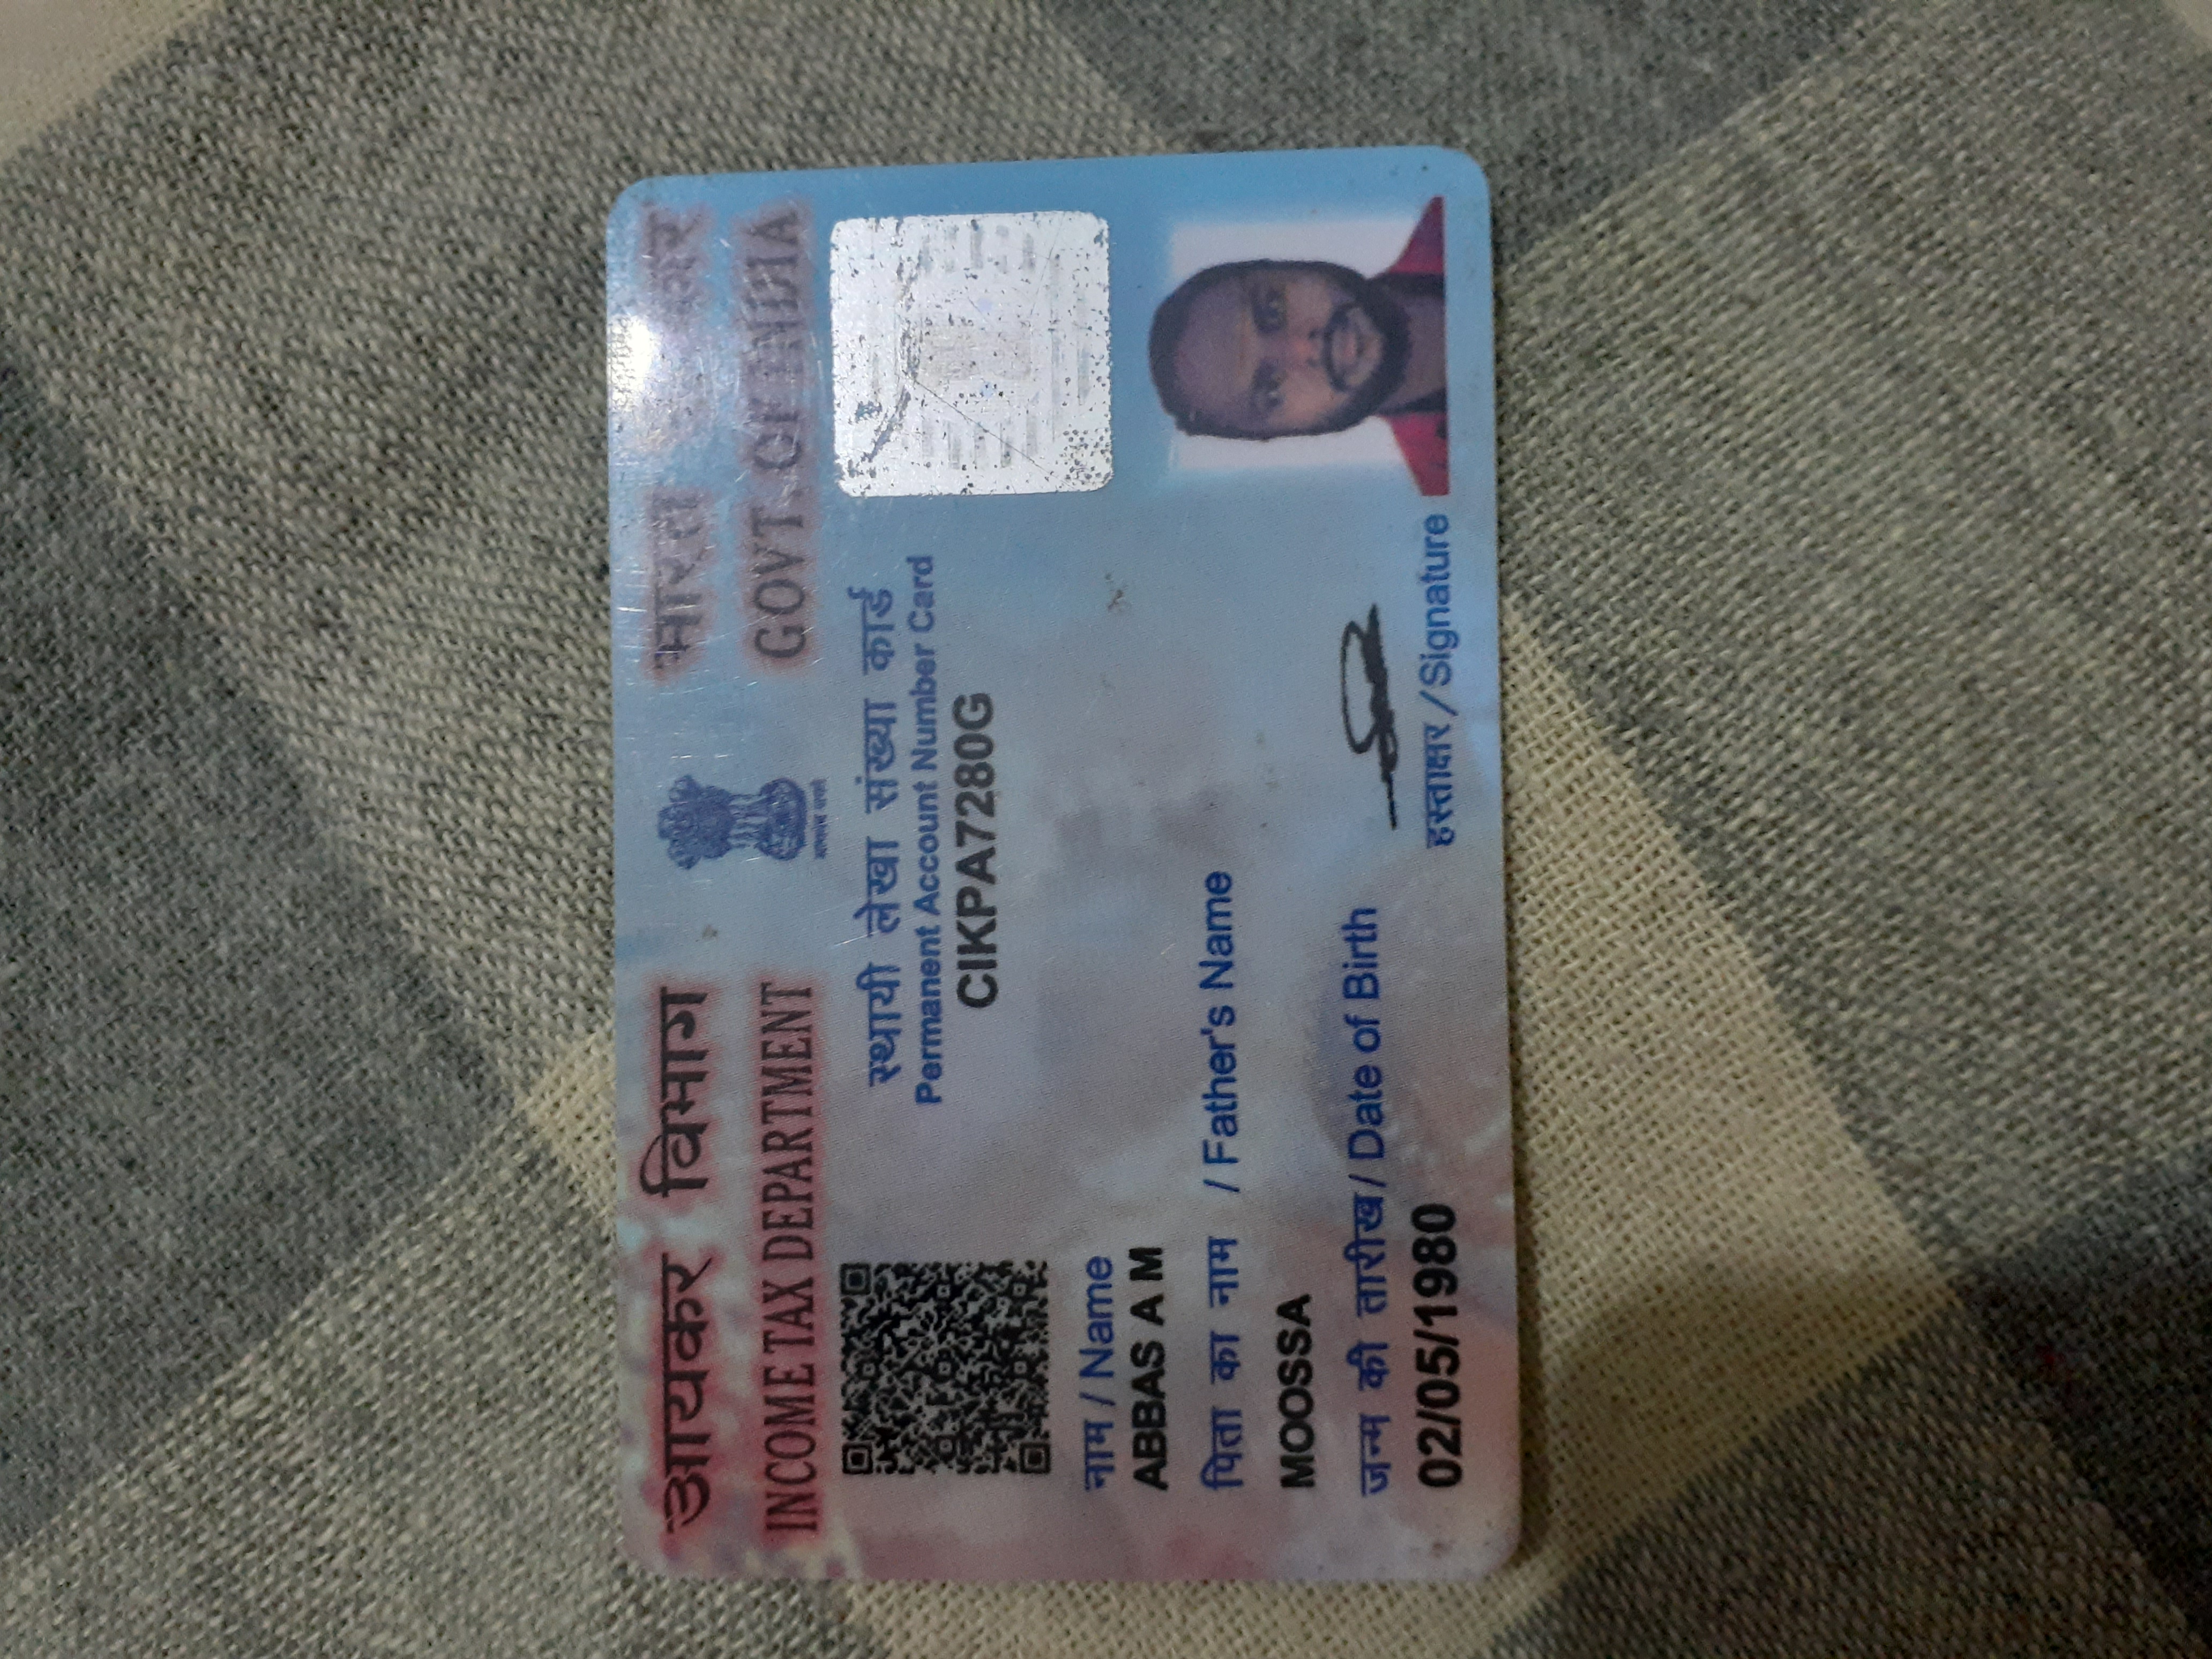 आयकर विभाग
INCOME TAX DEPARTMENT
भारत सरकार
GOVT. OF INDIA
सत्यमेव जयते
स्थायी लेखा संख्या कार्ड
Permanent Account Number Card
CIKPA7280G
नाम / Name
ABBAS A M
पिता का नाम / Father's Name
MOOSSA
जन्म की तारीख / Date of Birth
02/05/1980
हस्ताक्षर / Signature